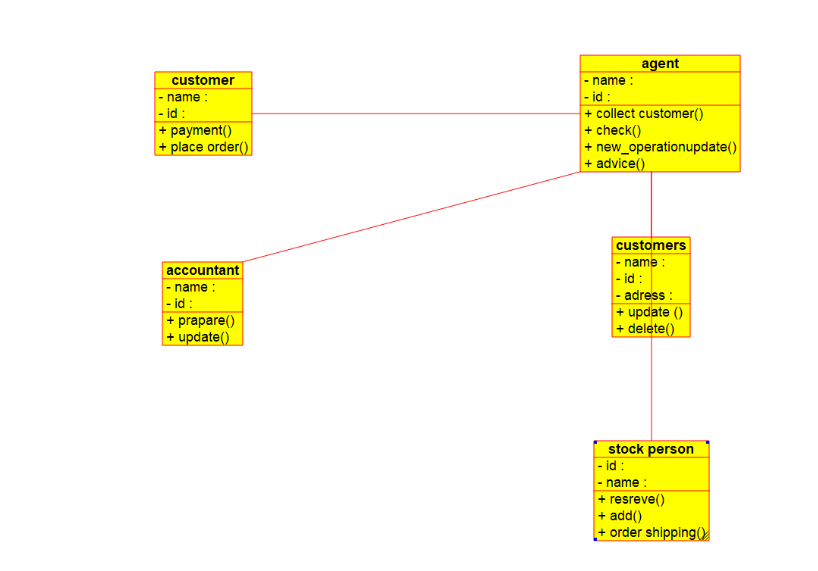 customer
- name :
- id :
+ payment()
+ place order()
agent
- name :
- id :
+ collect customer()
+ check()
+ new_operationupdate()
+ advice()
accountant
- name :
- id :
+ prapare()
+ update()
customers
- name :
- id :
- adress :
+ update ()
+ delete()
stock person
- id :
- name :
+ resreve()
+ add()
+ order shipping()